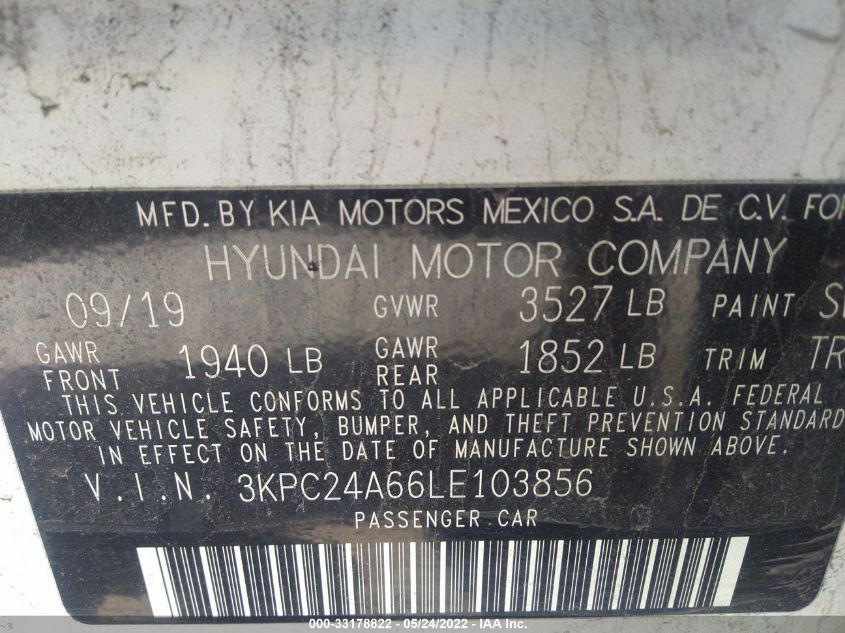 MFD. BY KIA MOTORS MEXICO S.A. DE C.V. FOR
HYUNDAI MOTOR COMPANY
09/19 GVWR 3527 LB PAINT
GAWR FRONT 1940 LB GAWR REAR 1852 LB TRIM TR
THIS VEHICLE CONFORMS TO ALL APPLICABLE U.S.A. FEDERAL
MOTOR VEHICLE SAFETY, BUMPER, AND THEFT PREVENTION STANDARD
IN EFFECT ON THE DATE OF MANUFACTURE SHOWN ABOVE.
V.I.N. 3KPC24A66LE103856
PASSENGER CAR
000-33178822 - 05/24/2022 - IAA, Inc.